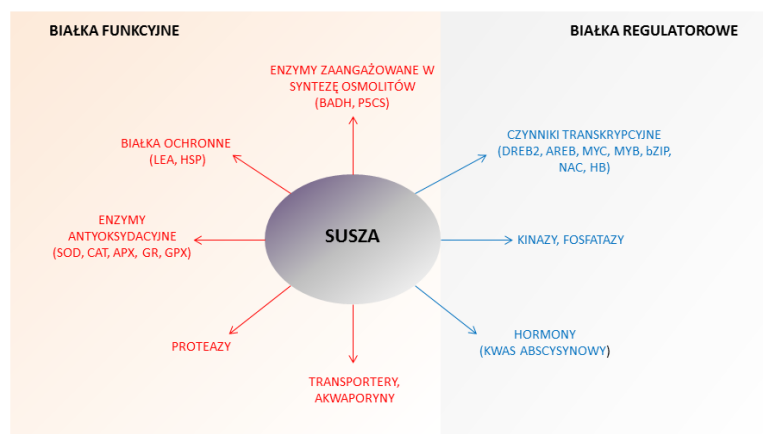 BIAŁKA FUNKCYJNE
BIAŁKA REGULATOROWE
ENZYMY ZAANGAŻOWANE W
SYNTEZĘ OSMOLITÓW
(BADH, P5CS)
BIAŁKA OCHRONNE
(LEA, HSP)
CZYNNIKI TRANSKRYPCYJNE
(DREB2, AREB, MYC, MYB, bZIP,
NAC, HB)
ENZYMY
ANTYOKSYDACYJNE
(SOD, CAT, APX, GR, GPX)
SUSZA
KINAZY, FOSFATAZY
PROTEAZY
HORMONY
(KWAS ABSCYSYNOWY)
TRANSPORTERY,
AKWAPORYNY